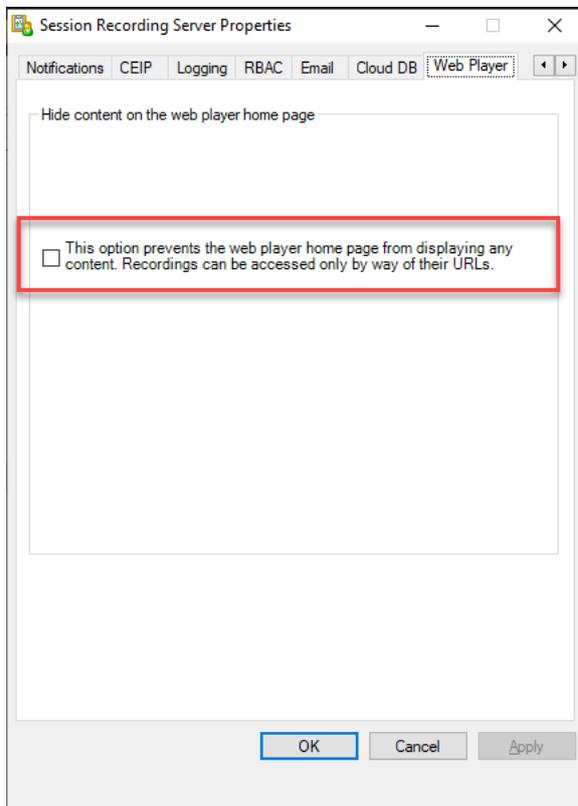 Session Recording Server Properties
Notifications CEIP Logging RBAC Email Cloud DB Web Player
Hide content on the web player home page
This option prevents the web player home page from displaying any
content. Recordings can be accessed only by way of their URLs.
OK Cancel Apply